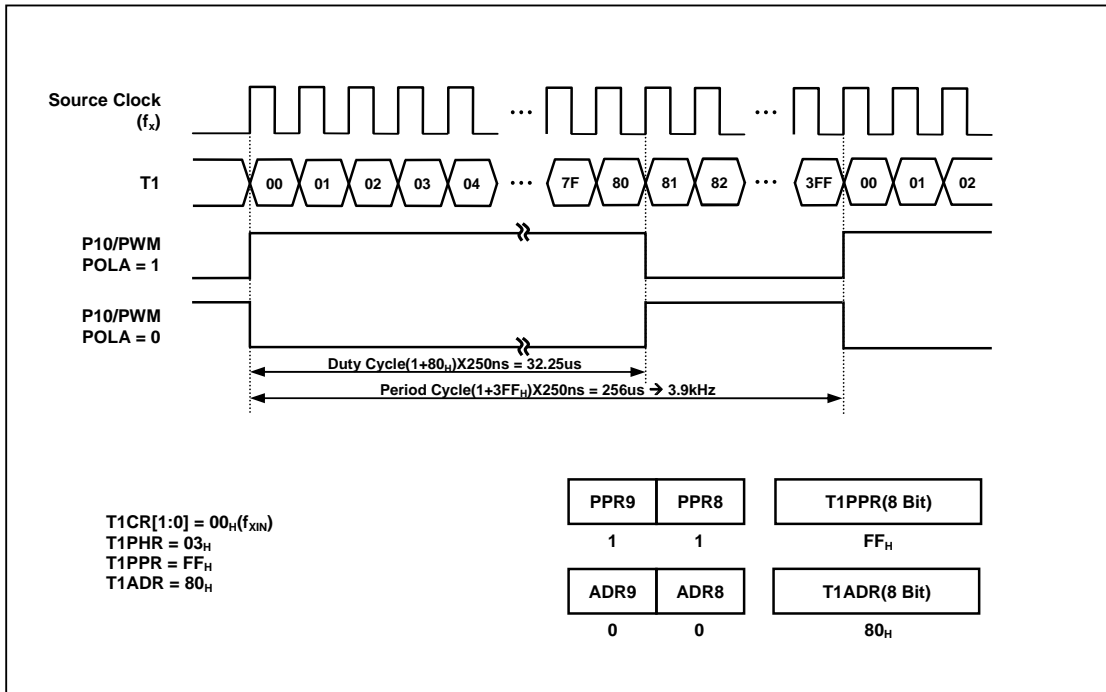 Source Clock
(fx)
T1
00 01 02 03 04 ··· 7F 80 81 82 ··· 3FF 00 01 02
P10/PWM
POLA = 1
P10/PWM
POLA = 0
Duty Cycle(1+80H)X250ns = 32.25us
Period Cycle(1+3FFH)X250ns = 256us → 3.9kHz
T1CR[1:0] = 00H(fXIN)
T1PHR = 03H
T1PPR = FFH
T1ADR = 80H
PPR9 PPR8 T1PPR(8 Bit)
1 1 FFH
ADR9 ADR8 T1ADR(8 Bit)
0 0 80H